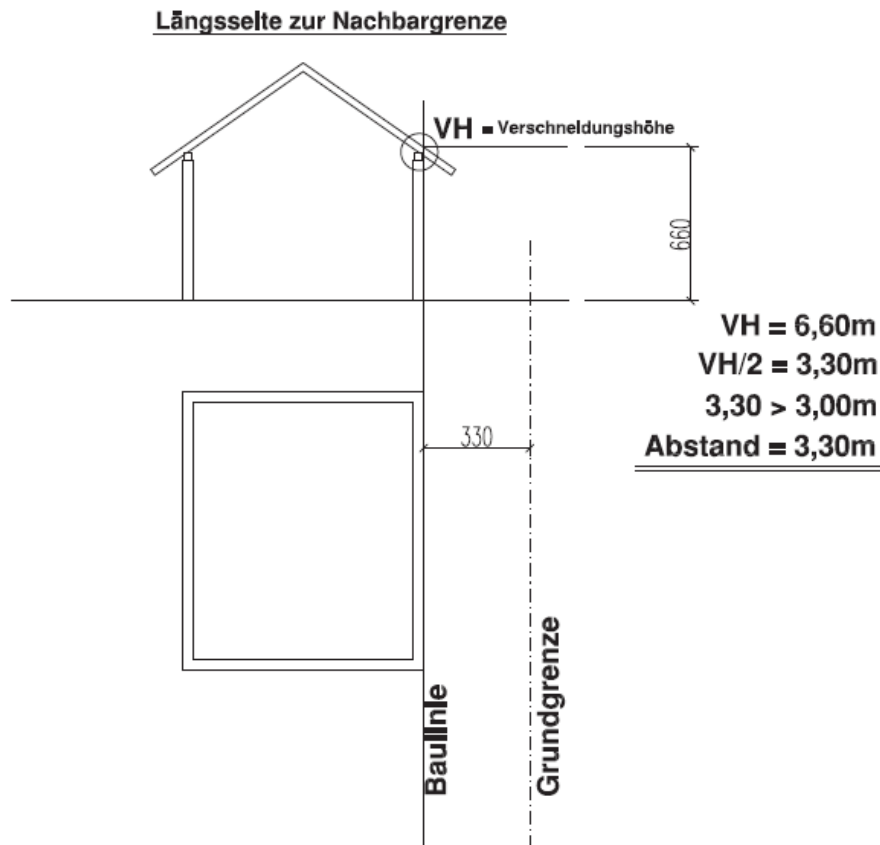 Längsseite zur Nachbargrenze
VH = Verschneidungshöhe
660
VH = 6,60m
VH/2 = 3,30m
3,30 > 3,00m
Abstand = 3,30m
330
Baulinie
Grundgrenze